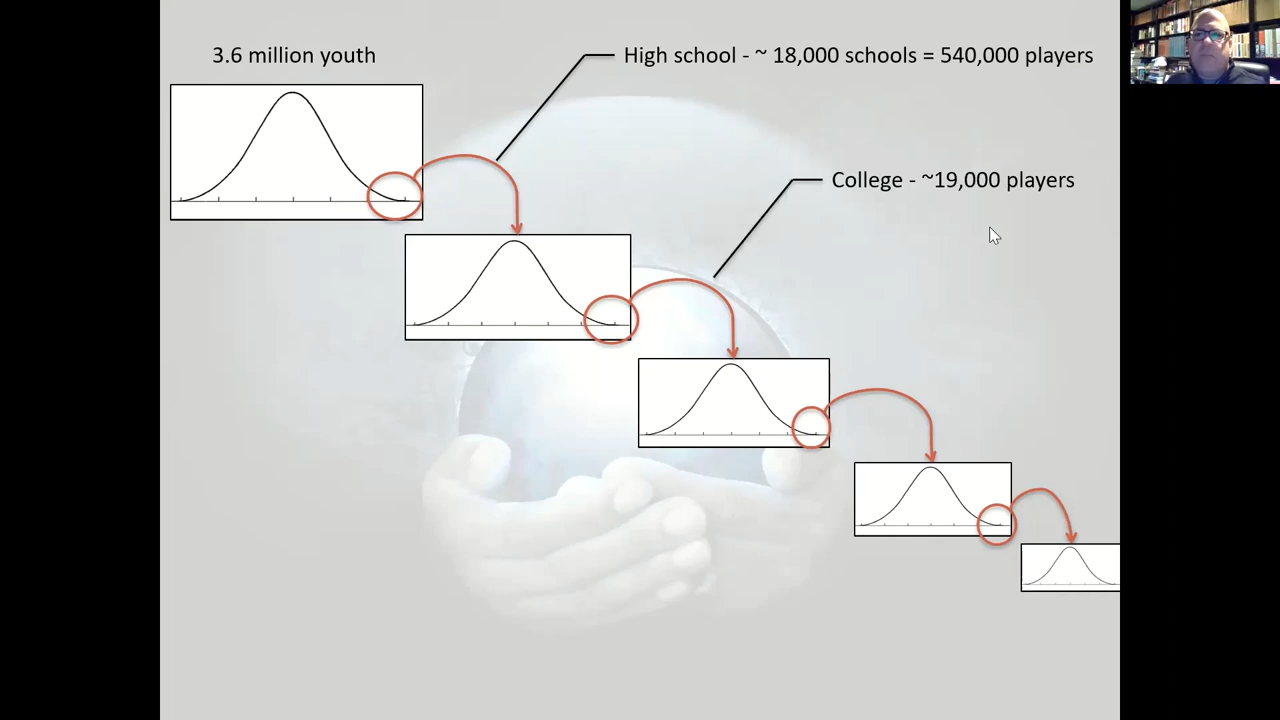 3.6 million youth
High school - ~ 18,000 schools = 540,000 players
College - ~19,000 players